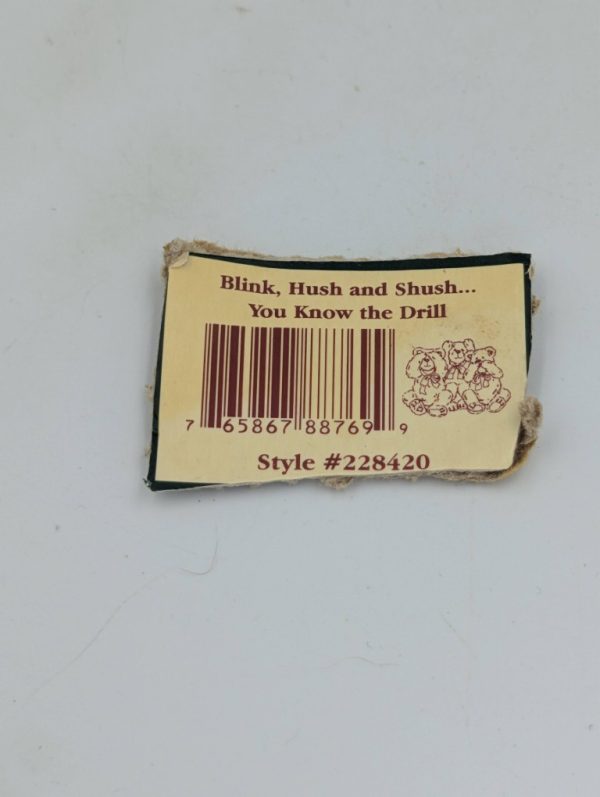 Blink, Hush and Shush...
You Know the Drill
7 65867 88769 9
Style #228420